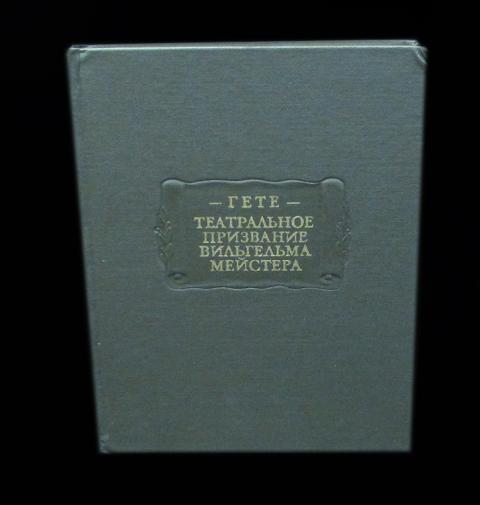 — ГЕТЕ —
ТЕАТРАЛЬНОЕ
ПРИЗВАНИЕ
ВИЛЬГЕЛЬМА
МЕЙСТЕРА